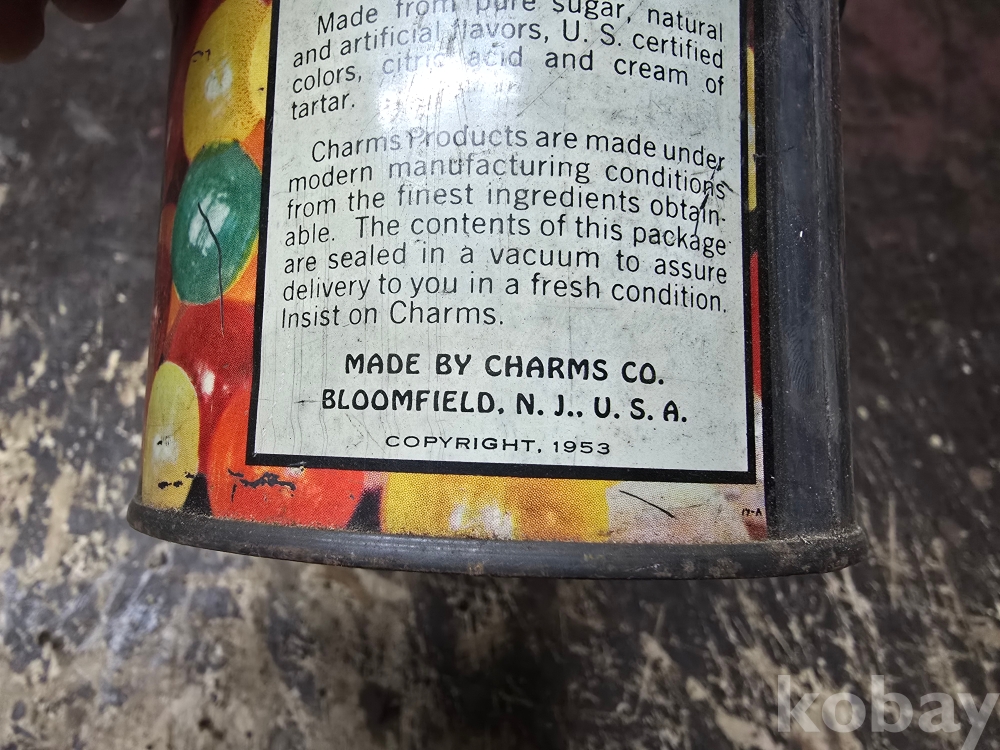 Made from pure sugar, natural
and artificial flavors, U. S. certified
colors, citric acid and cream of
tartar.
Charms Products are made under
modern manufacturing conditions
from the finest ingredients obtain-
able. The contents of this package
are sealed in a vacuum to assure
delivery to you in a fresh condition.
Insist on Charms.
MADE BY CHARMS CO.
BLOOMFIELD, N. J., U. S. A.
COPYRIGHT, 1953
17-A
kobay